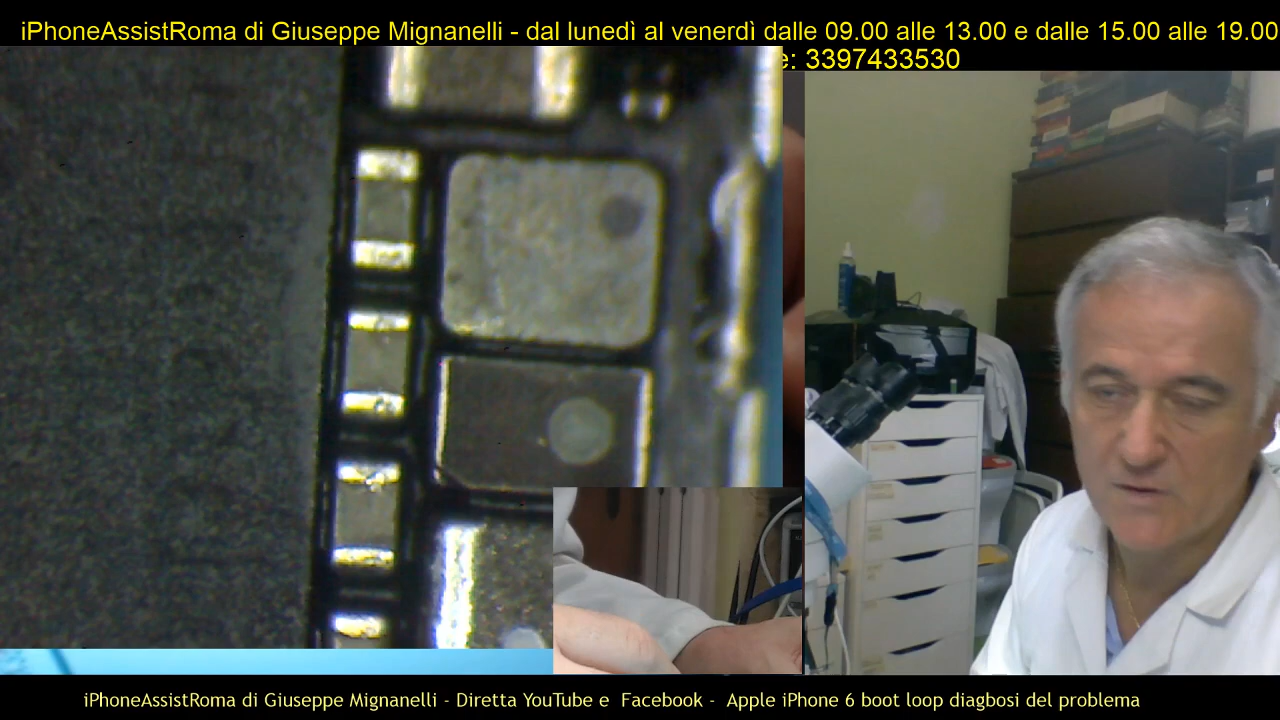 iPhoneAssistRoma di Giuseppe Mignanelli - dal lunedì al venerdì dalle 09.00 alle 13.00 e dalle 15.00 alle 19.00
: 3397433530
iPhoneAssistRoma di Giuseppe Mignanelli - Diretta YouTube e Facebook - Apple iPhone 6 boot loop diagbosi del problema